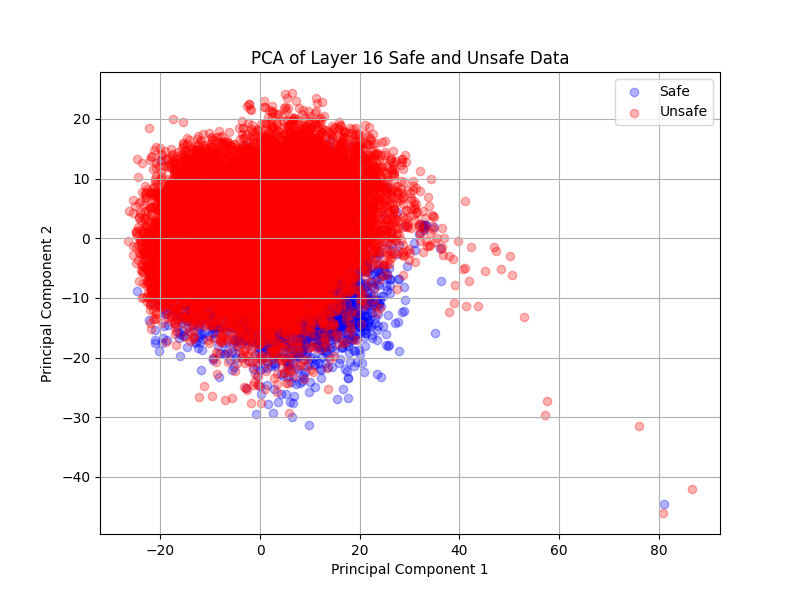 PCA of Layer 16 Safe and Unsafe Data
Safe
Unsafe
Principal Component 2
20
10
0
−10
−20
−30
−40
−20
0
20
40
60
80
Principal Component 1